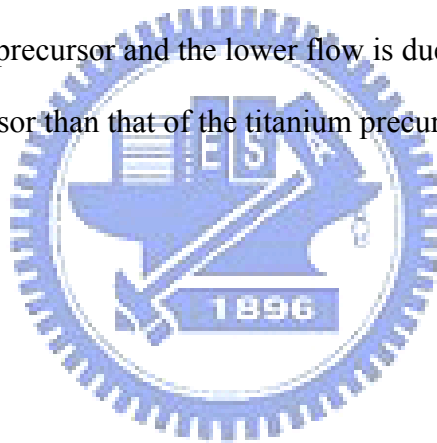 precursor and the lower flow is due
sor than that of the titanium precur
E S
A
1896